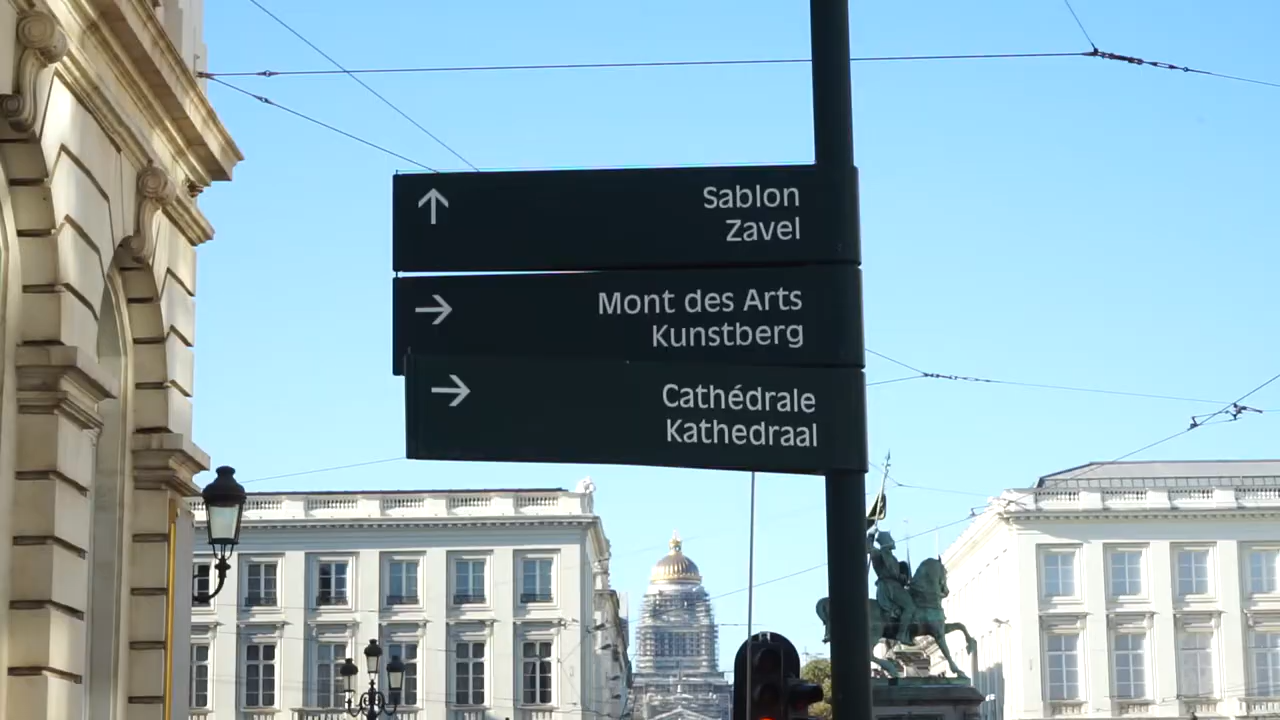 Sablon
Zavel
Mont des Arts
Kunstberg
Cathédrale
Kathedraal